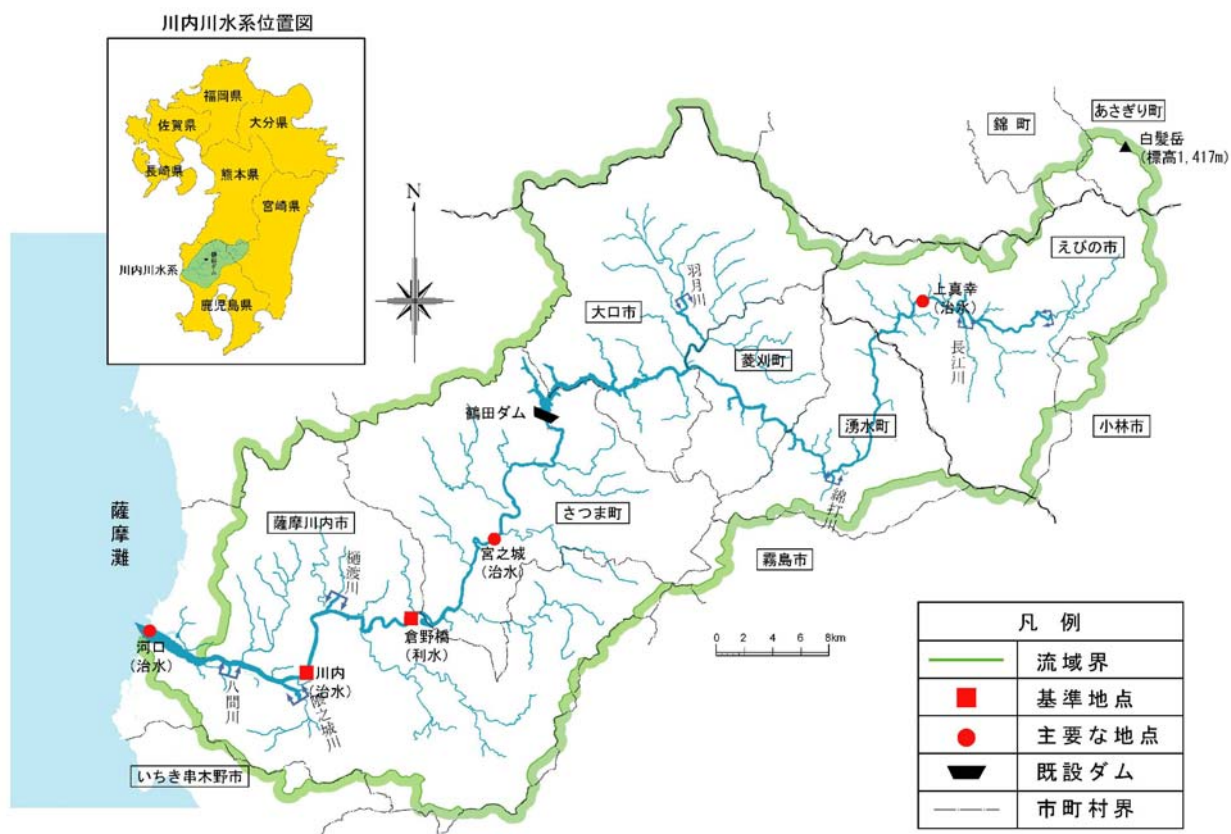 川内川水系位置図
福岡県
佐賀県
大分県
長崎県
熊本県
宮崎県
川内川水系
鶴田ダム
鹿児島県
N
錦町
あさぎり町
白髪岳
(標高1,417m)
えびの市
上真幸
(治水)
長江川
小林市
羽月川
大口市
菱刈町
湧水町
綿打川
鶴田ダム
さつま町
霧島市
宮之城
(治水)
薩摩川内市
樋渡川
倉野橋
(利水)
薩摩灘
河口
(治水)
八間川
川内
(治水)
隈之城川
いちき串木野市
0 2 4 6 8km
凡例
流域界
基準地点
主要な地点
既設ダム
市町村界